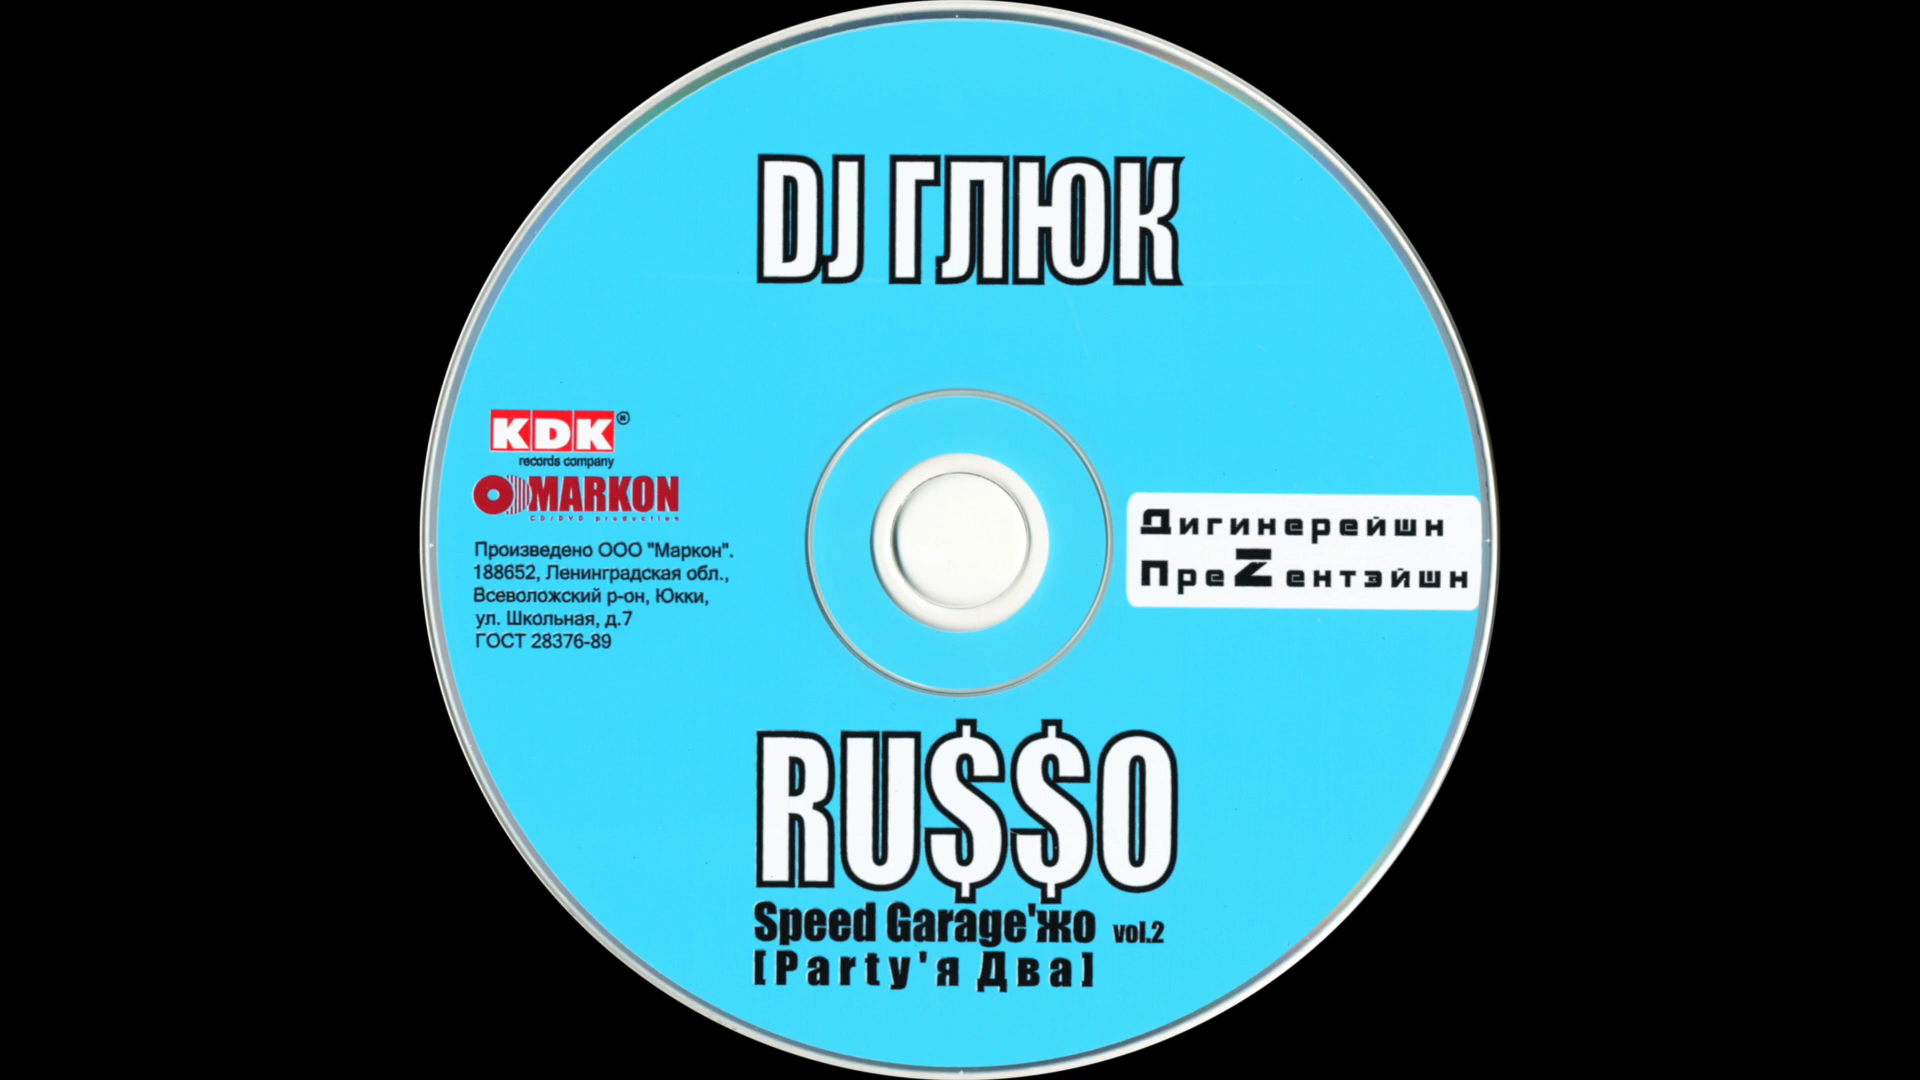 DJ ГЛЮК
KDK®
records company
MARKON
CD/DVD production
Произведено ООО "Маркон".
188652, Ленинградская обл.,
Всеволожский р-он, Юкки,
ул. Школьная, д.7
ГОСТ 28376-89
Дигинерейшн
ПреZентэйшн
RU$$O
Speed Garage'жо vol.2
[Party'я Два]